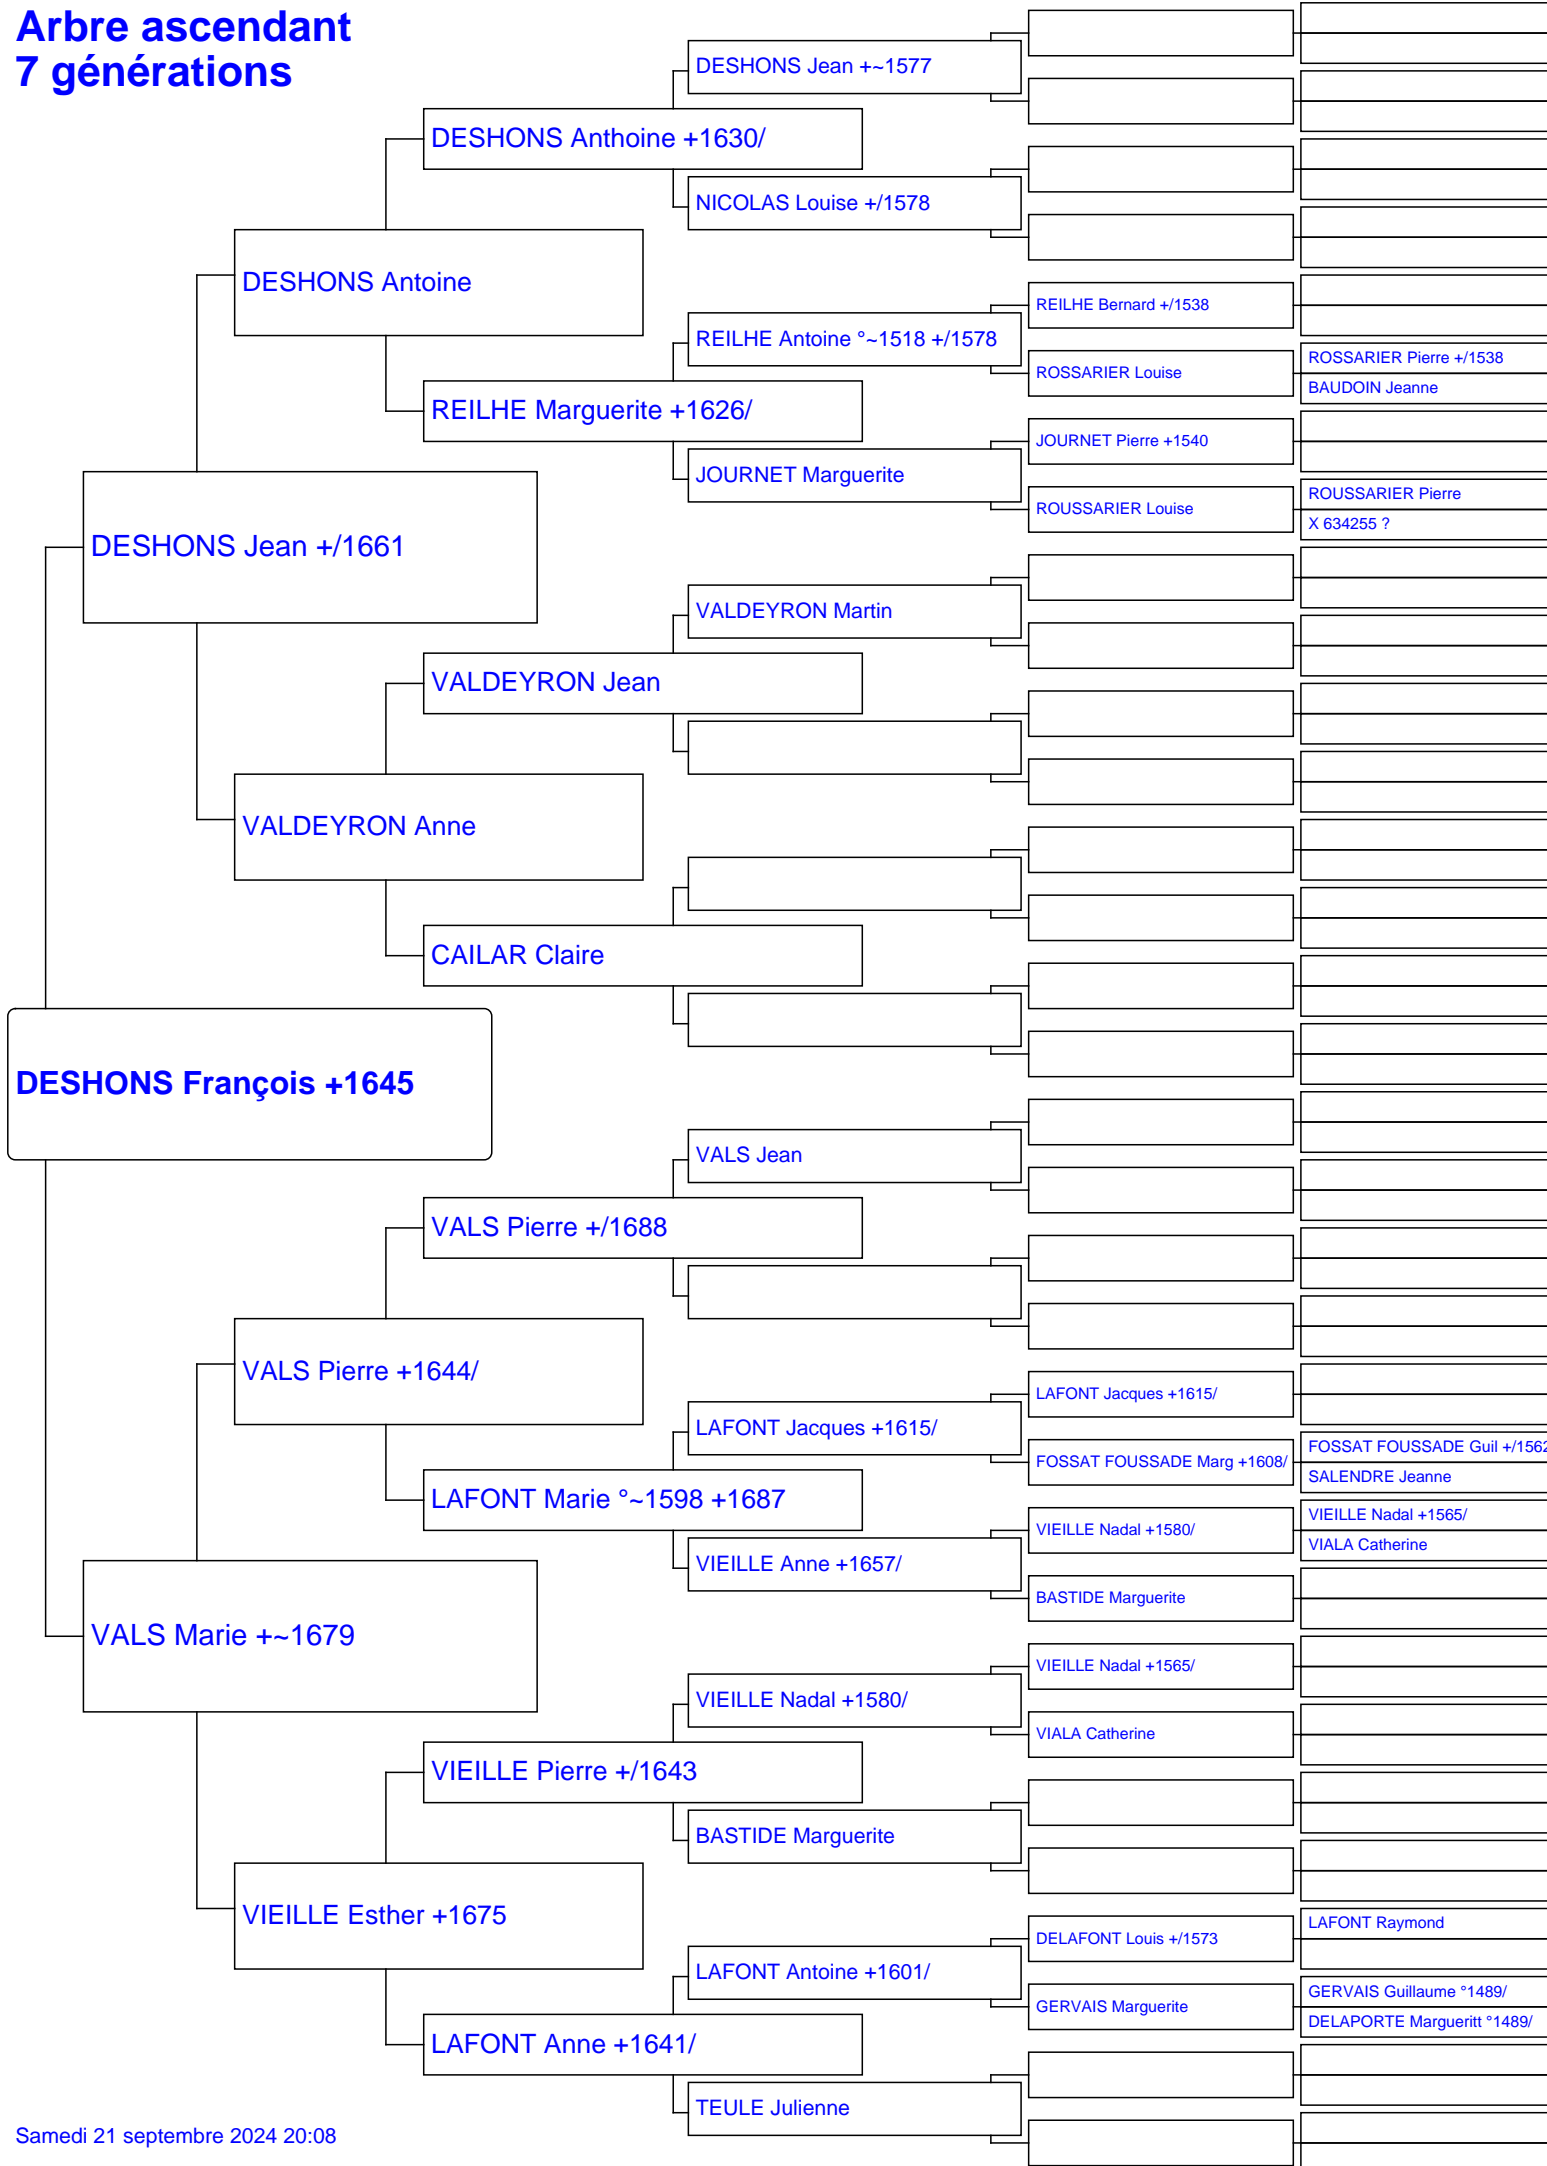 Arbre ascendant
7 générations
DESHONS Jean +~1577
DESHONS Anthoine +1630/
NICOLAS Louise +/1578
DESHONS Antoine
REILHE Bernard +/1538
REILHE Antoine °~1518 +/1578
ROSSARIER Pierre +/1538
ROSSARIER Louise
BAUDOIN Jeanne
REILHE Marguerite +1626/
JOURNET Pierre +1540
JOURNET Marguerite
ROUSSARIER Pierre
ROUSSARIER Louise
X 634255 ?
DESHONS Jean +/1661
VALDEYRON Martin
VALDEYRON Jean
VALDEYRON Anne
CAILAR Claire
DESHONS François +1645
VALS Jean
VALS Pierre +/1688
VALS Pierre +1644/
LAFONT Jacques +1615/
LAFONT Jacques +1615/
FOSSAT FOUSSADE Guil +/1562
FOSSAT FOUSSADE Marg +1608/
SALENDRE Jeanne
LAFONT Marie °~1598 +1687
VIEILLE Nadal +1565/
VIEILLE Nadal +1580/
VIALA Catherine
VIEILLE Anne +1657/
BASTIDE Marguerite
VALS Marie +~1679
VIEILLE Nadal +1565/
VIEILLE Nadal +1580/
VIALA Catherine
VIEILLE Pierre +/1643
BASTIDE Marguerite
VIEILLE Esther +1675
LAFONT Raymond
DELAFONT Louis +/1573
LAFONT Antoine +1601/
GERVAIS Guillaume °1489/
GERVAIS Marguerite
DELAPORTE Margueritt °1489/
LAFONT Anne +1641/
TEULE Julienne
Samedi 21 septembre 2024 20:08